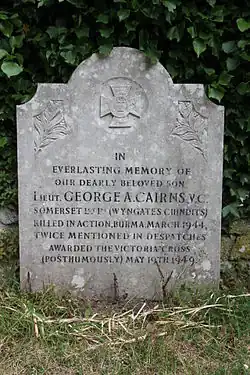 IN
EVERLASTING MEMORY OF
OUR DEARLY BELOVED SON
LIEUT. GEORGE A. CAIRNS, V.C.
SOMERSET L.I. (WYNGATES CHINDITS)
KILLED IN ACTION, BURMA, MARCH 1944,
TWICE MENTIONED IN DESPATCHES
AWARDED THE VICTORIA CROSS
(POSTHUMOUSLY) MAY 19TH 1949.